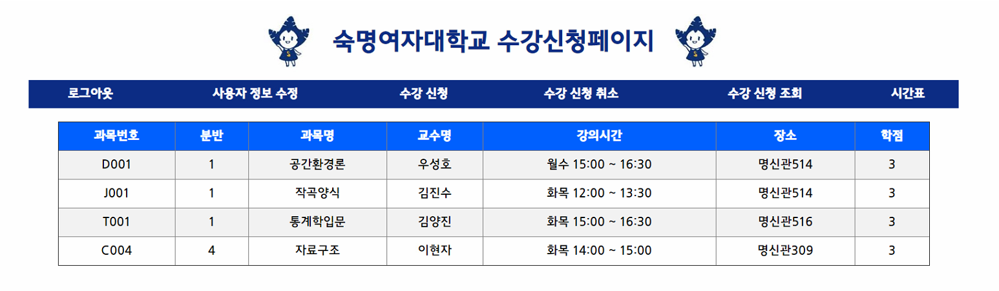 숙명여자대학교 수강신청페이지
로그아웃 사용자 정보 수정 수강 신청 수강 신청 취소 수강 신청 조회 시간표
과목번호 분반 과목명 교수명 강의시간 장소 학점
D001 1 공간환경론 우성호 월수 15:00 ~ 16:30 명신관514 3
J001 1 작곡양식 김진수 화목 12:00 ~ 13:30 명신관514 3
T001 1 통계학입문 김양진 화목 15:00 ~ 16:30 명신관516 3
C004 4 자료구조 이현자 화목 14:00 ~ 15:00 명신관309 3